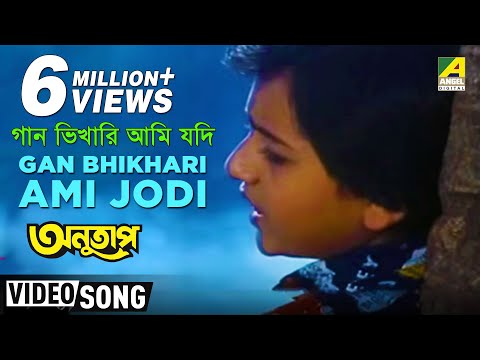 6 MILLION+
VIEWS
গান ভিখারি আমি যদি
GAN BHIKHARI
AMI JODI
অনুতাপ
VIDEO SONG
A
ANGEL
DIGITAL